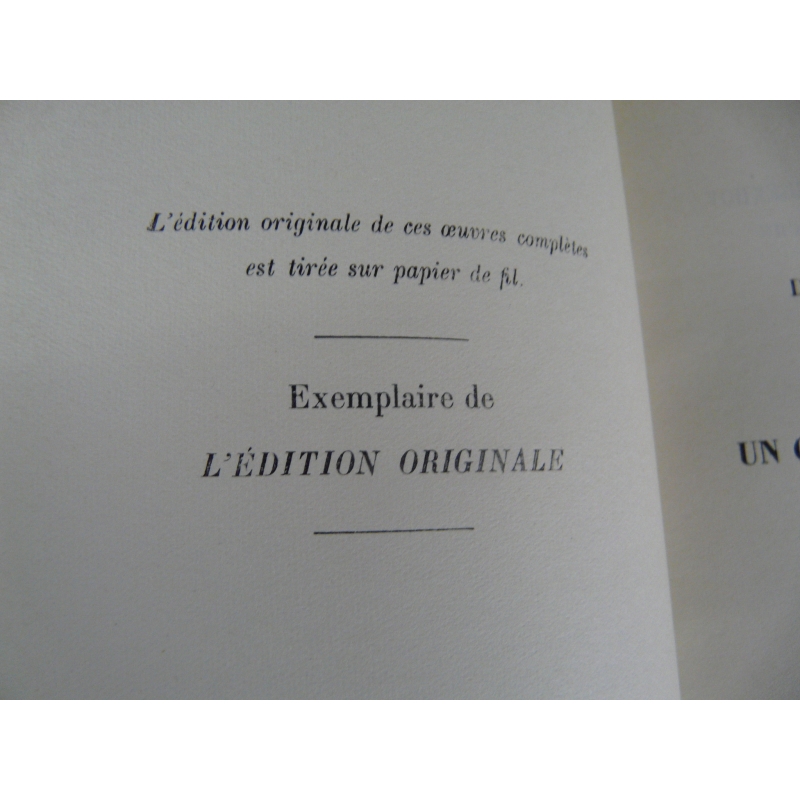 L'édition originale de ces œuvres complètes
est tirée sur papier de fil.
Exemplaire de
L'ÉDITION ORIGINALE
UN